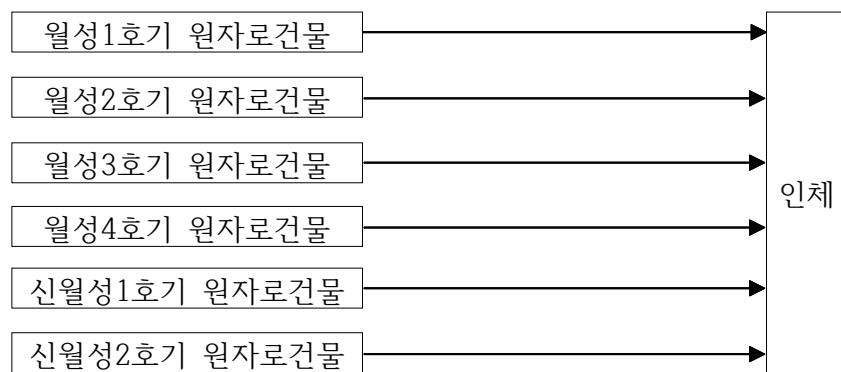 월성1호기 원자로건물
월성2호기 원자로건물
월성3호기 원자로건물
월성4호기 원자로건물
신월성1호기 원자로건물
신월성2호기 원자로건물
인체